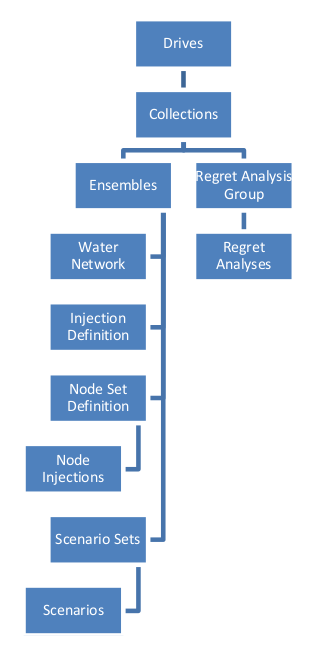 Drives
Collections
Ensembles
Regret Analysis
Group
Water
Network
Regret
Analyses
Injection
Definition
Node Set
Definition
Node
Injections
Scenario Sets
Scenarios